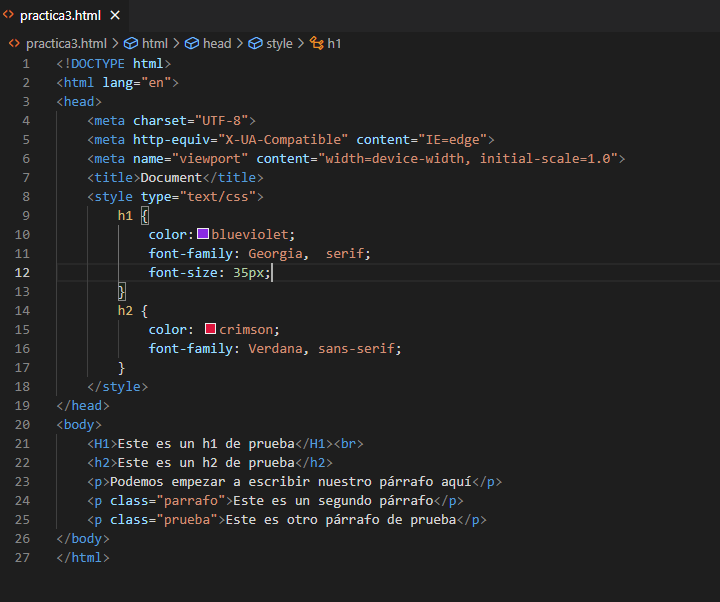 practica3.html
practica3.html > html > head > style > h1
1 <!DOCTYPE html>
2 <html lang="en">
3 <head>
4 <meta charset="UTF-8">
5 <meta http-equiv="X-UA-Compatible" content="IE=edge">
6 <meta name="viewport" content="width=device-width, initial-scale=1.0">
7 <title>Document</title>
8 <style type="text/css">
9 h1 {
10 color:blueviolet;
11 font-family: Georgia,  serif;
12 font-size: 35px;
13 }
14 h2 {
15 color: crimson;
16 font-family: Verdana, sans-serif;
17 }
18 </style>
19 </head>
20 <body>
21 <H1>Este es un h1 de prueba</H1><br>
22 <h2>Este es un h2 de prueba</h2>
23 <p>Podemos empezar a escribir nuestro párrafo aquí</p>
24 <p class="parrafo">Este es un segundo párrafo</p>
25 <p class="prueba">Este es otro párrafo de prueba</p>
26 </body>
27 </html>